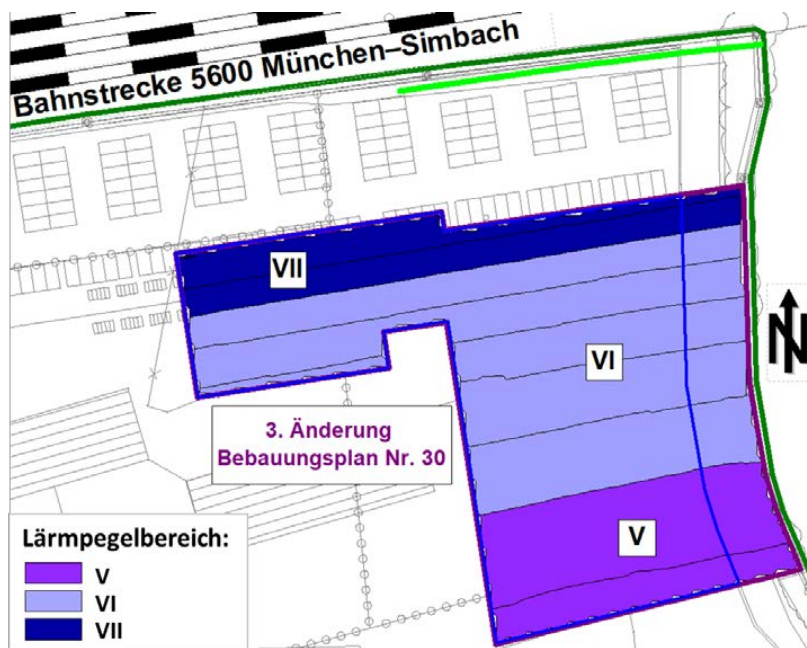 Bahnstrecke 5600 München–Simbach
VII
VI
N
3. Änderung
Bebauungsplan Nr. 30
V
Lärmpegelbereich:
V
VI
VII